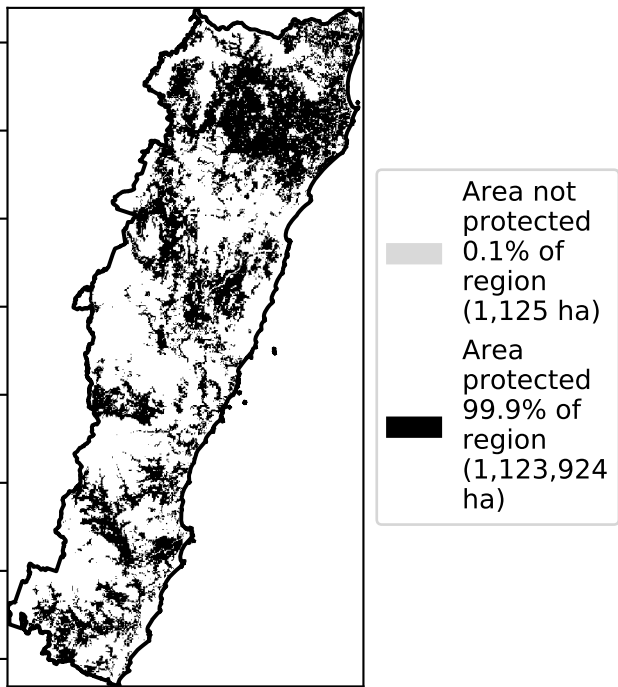 Area not
protected
0.1% of
region
(1,125 ha)
Area
protected
99.9% of
region
(1,123,924
ha)